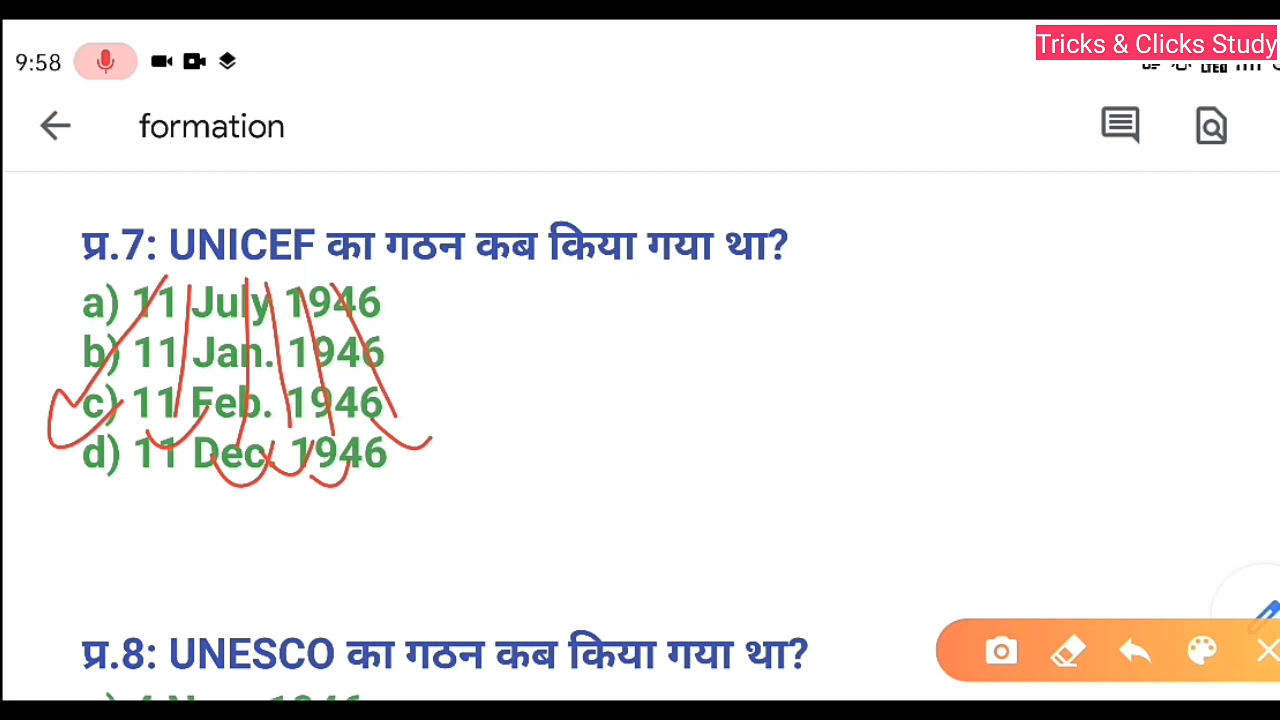 Tricks & Clicks Study
9:58
formation
प्र.7: UNICEF का गठन कब किया गया था?
a) 11 July 1946
b) 11 Jan. 1946
c) 11 Feb. 1946
d) 11 Dec. 1946
प्र.8: UNESCO का गठन कब किया गया था?